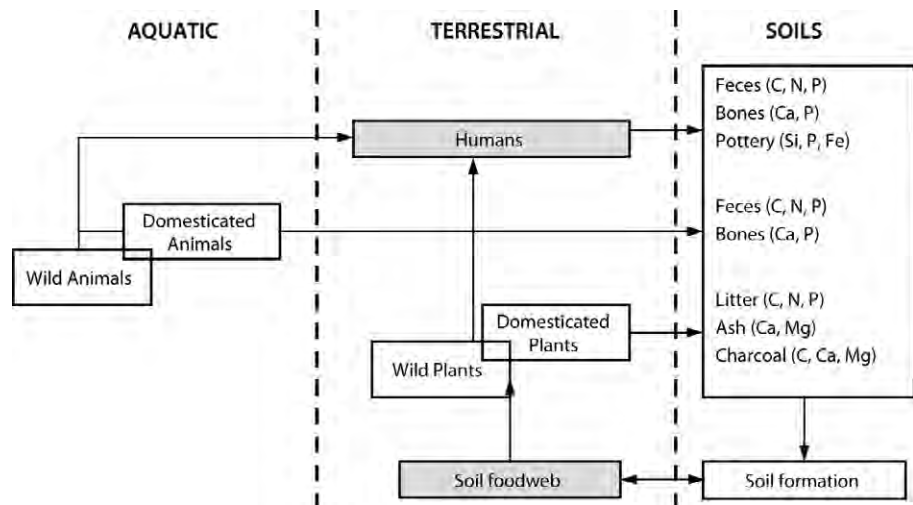 AQUATIC
TERRESTRIAL
SOILS
Feces (C, N, P)
Bones (Ca, P)
Pottery (Si, P, Fe)
Humans
Feces (C, N, P)
Bones (Ca, P)
Domesticated
Animals
Wild Animals
Litter (C, N, P)
Ash (Ca, Mg)
Charcoal (C, Ca, Mg)
Domesticated
Plants
Wild Plants
Soil foodweb
Soil formation